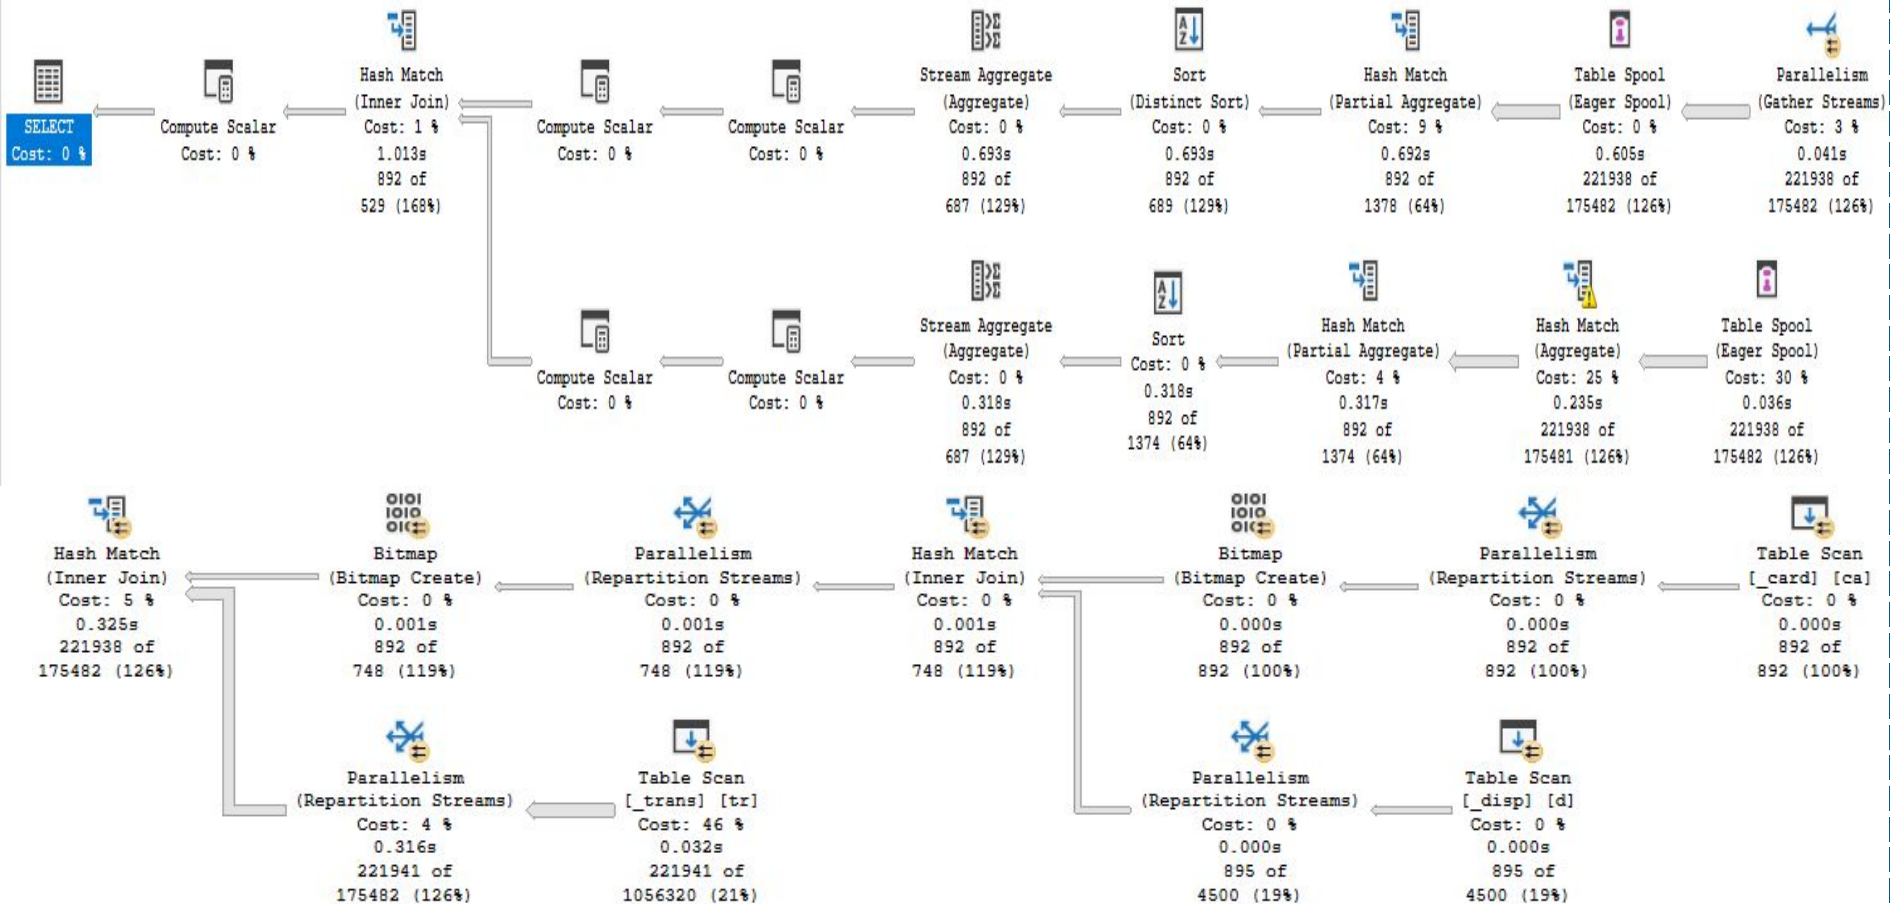 SELECT
Cost: 0 %
Compute Scalar
Cost: 0 %
Hash Match
(Inner Join)
Cost: 1 %
1.013s
892 of
529 (168%)
Compute Scalar
Cost: 0 %
Compute Scalar
Cost: 0 %
Stream Aggregate
(Aggregate)
Cost: 0 %
0.693s
892 of
687 (129%)
Sort
(Distinct Sort)
Cost: 0 %
0.693s
892 of
689 (129%)
Hash Match
(Partial Aggregate)
Cost: 9 %
0.692s
892 of
1378 (64%)
Table Spool
(Eager Spool)
Cost: 0 %
0.605s
221938 of
175482 (126%)
Parallelism
(Gather Streams)
Cost: 3 %
0.041s
221938 of
175482 (126%)
Compute Scalar
Cost: 0 %
Compute Scalar
Cost: 0 %
Stream Aggregate
(Aggregate)
Cost: 0 %
0.318s
892 of
687 (129%)
Sort
Cost: 0 %
0.318s
892 of
1374 (64%)
Hash Match
(Partial Aggregate)
Cost: 4 %
0.317s
892 of
1374 (64%)
Hash Match
(Aggregate)
Cost: 25 %
0.235s
221938 of
175481 (126%)
Table Spool
(Eager Spool)
Cost: 30 %
0.036s
221938 of
175482 (126%)
Hash Match
(Inner Join)
Cost: 5 %
0.325s
221938 of
175482 (126%)
Bitmap
(Bitmap Create)
Cost: 0 %
0.001s
892 of
748 (119%)
Parallelism
(Repartition Streams)
Cost: 0 %
0.001s
892 of
748 (119%)
Hash Match
(Inner Join)
Cost: 0 %
0.001s
892 of
748 (119%)
Bitmap
(Bitmap Create)
Cost: 0 %
0.000s
892 of
892 (100%)
Parallelism
(Repartition Streams)
Cost: 0 %
0.000s
892 of
892 (100%)
Table Scan
[_card] [ca]
Cost: 0 %
0.000s
892 of
892 (100%)
Parallelism
(Repartition Streams)
Cost: 4 %
0.316s
221941 of
175482 (126%)
Table Scan
[_trans] [tr]
Cost: 46 %
0.032s
221941 of
1056320 (21%)
Parallelism
(Repartition Streams)
Cost: 0 %
0.000s
895 of
4500 (19%)
Table Scan
[_disp] [d]
Cost: 0 %
0.000s
895 of
4500 (19%)